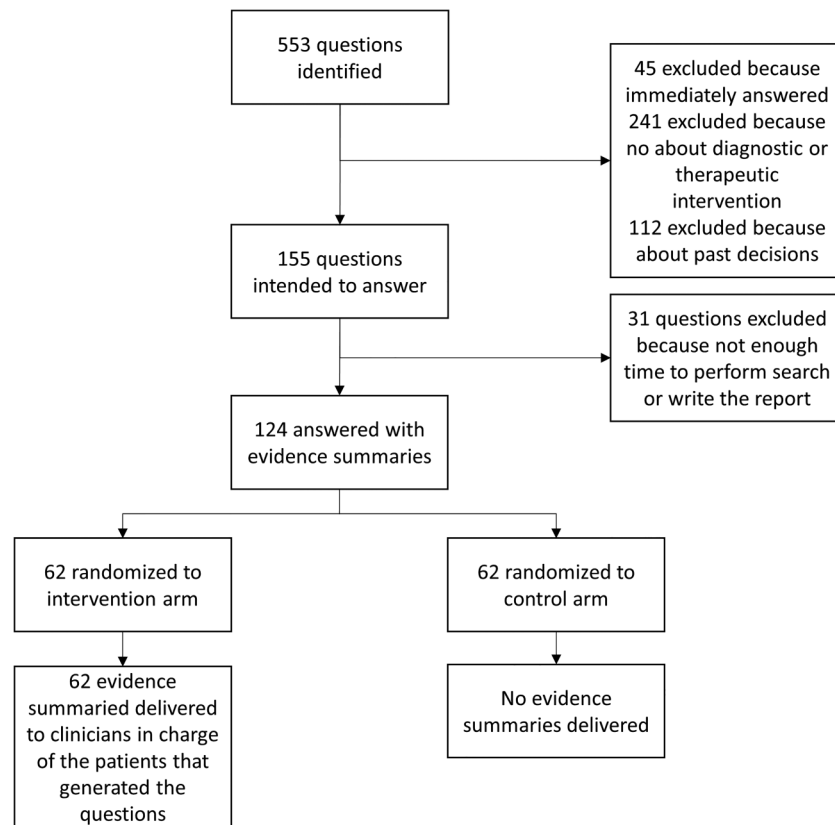 553 questions
identified
45 excluded because
immediately answered
241 excluded because
no about diagnostic or
therapeutic
intervention
112 excluded because
about past decisions
155 questions
intended to answer
31 questions excluded
because not enough
time to perform search
or write the report
124 answered with
evidence summaries
62 randomized to
intervention arm
62 randomized to
control arm
62 evidence
summaried delivered
to clinicians in charge
of the patients that
generated the
questions
No evidence
summaries delivered